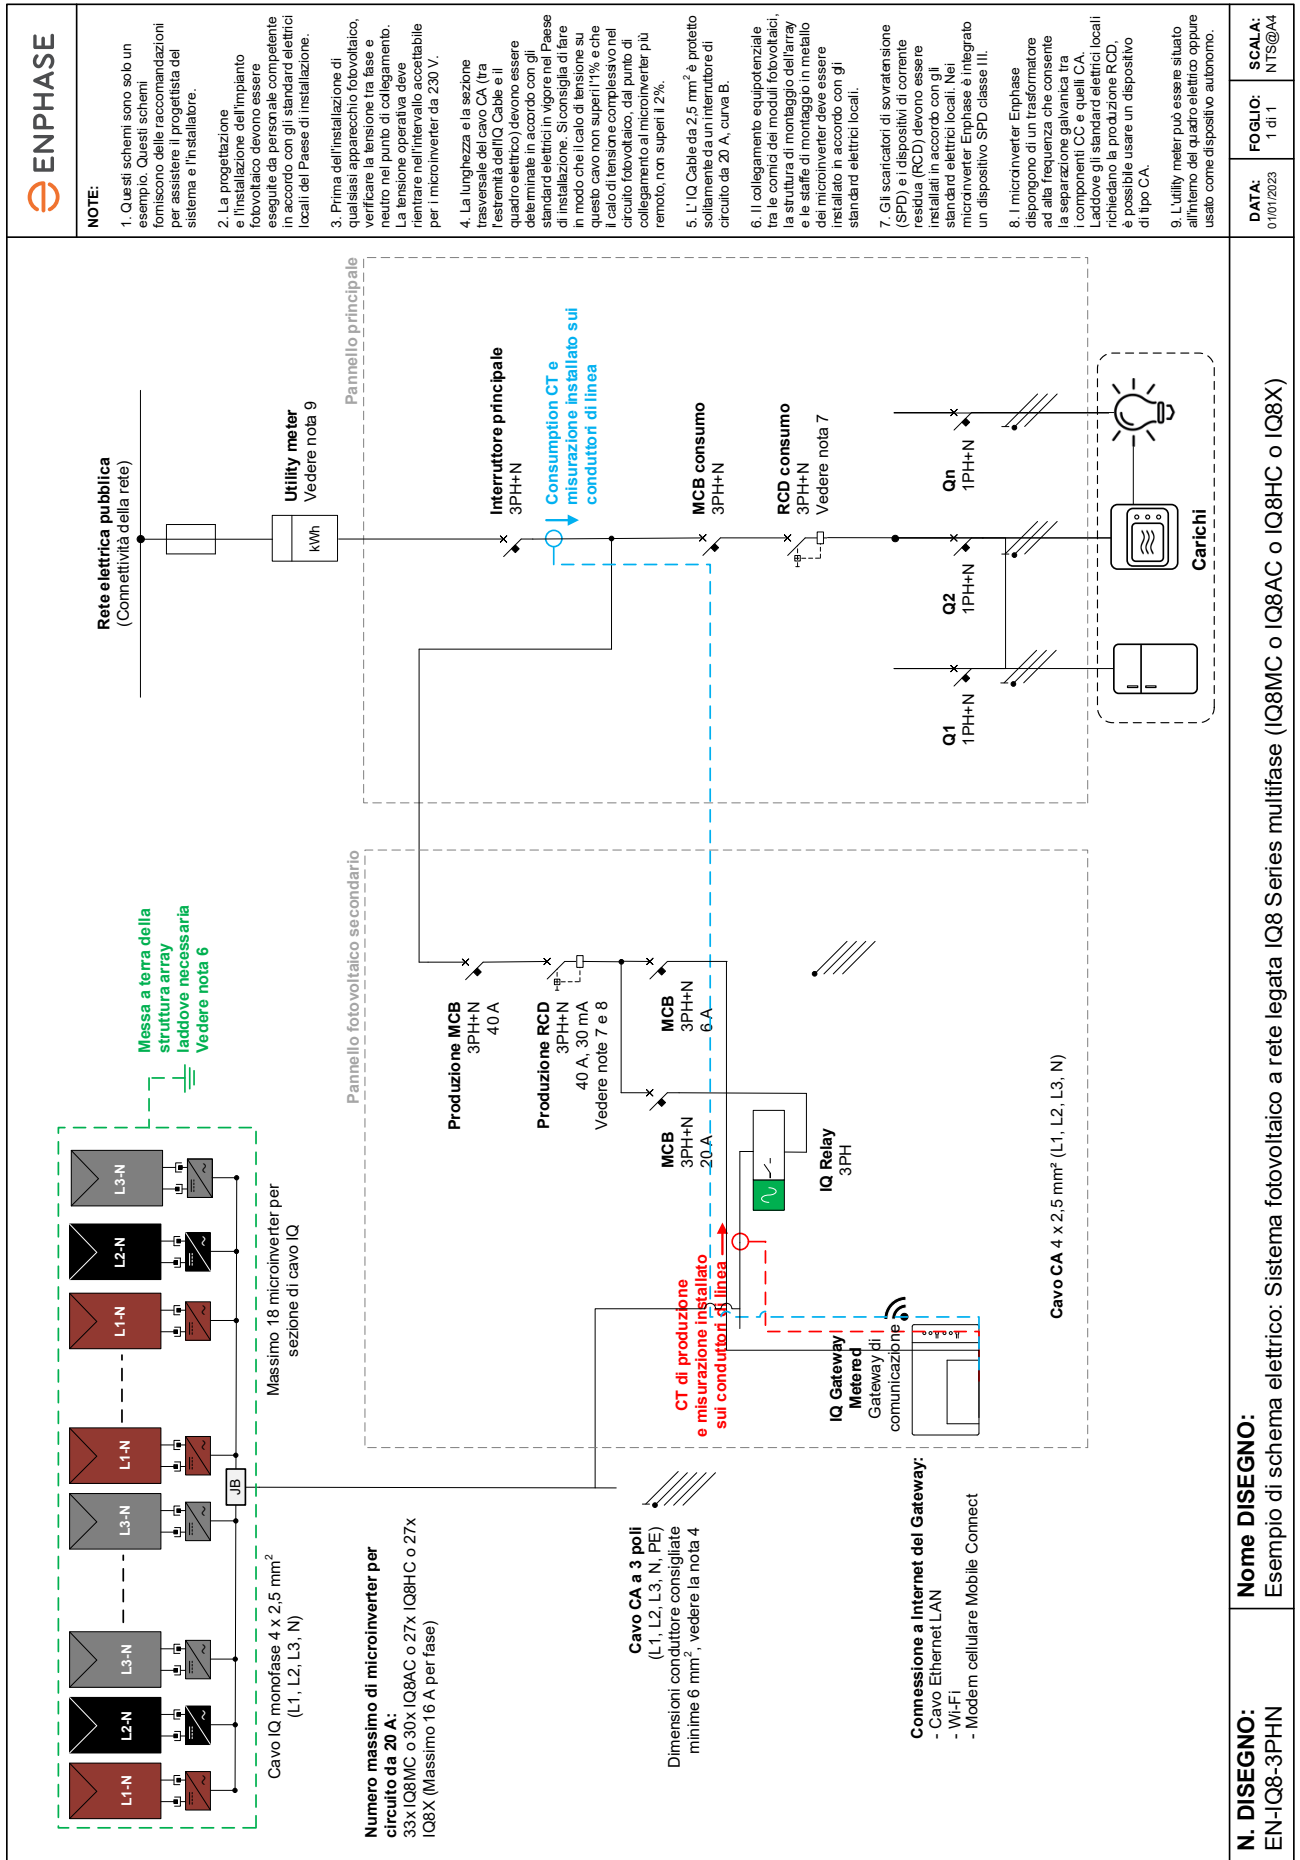 ENPHASE
NOTE:
1. Questi schemi sono solo un
esempio. Questi schemi
forniscono delle raccomandazioni
per assistere il progettista del
sistema e l'installatore.
2. La progettazione
e l'installazione dell'impianto
fotovoltaico devono essere
eseguite da personale competente
in accordo con gli standard elettrici
locali del Paese di installazione.
3. Prima dell'installazione di
qualsiasi apparecchio fotovoltaico,
verificare la tensione tra fase e
neutro nel punto di collegamento.
La tensione operativa deve
rientrare nell'intervallo accettabile
per i microinverter da 230 V.
4. La lunghezza e la sezione
trasversale del cavo CA (tra
l'estremità dell'IQ Cable e il
quadro elettrico) devono essere
determinate in accordo con gli
standard elettrici in vigore nel Paese
di installazione. Si consiglia di fare
in modo che il calo di tensione su
questo cavo non superi l'1% e che
il calo di tensione complessivo nel
circuito fotovoltaico, dal punto di
collegamento al microinverter più
remoto, non superi il 2%.
5. L'IQ Cable da 2,5 mm² è protetto
solitamente da un interruttore di
circuito da 20 A, curva B.
6. Il collegamento equipotenziale
tra le cornici dei moduli fotovoltaici,
la struttura di montaggio dell'array
e le staffe di montaggio in metallo
dei microinverter deve essere
installato in accordo con gli
standard elettrici locali.
7. Gli scaricatori di sovratensione
(SPD) e i dispositivi di corrente
residua (RCD) devono essere
installati in accordo con gli
standard elettrici locali. Nei
microinverter Enphase è integrato
un dispositivo SPD classe III.
8. I microinverter Enphase
dispongono di un trasformatore
ad alta frequenza che consente
la separazione galvanica tra
i componenti CC e quelli CA.
Laddove gli standard elettrici locali
richiedano la produzione RCD,
è possibile usare un dispositivo
di tipo CA.
9. L'utility meter può essere situato
all'interno del quadro elettrico oppure
usato come dispositivo autonomo.
DATA:
01/01/2023
FOGLIO:
1 di 1
SCALA:
NTS@A4
Rete elettrica pubblica
(Connettività della rete)
Utility meter
Vedere nota 9
kWh
Pannello principale
Interruttore principale
3PH+N
Consumption CT e
misurazione installato sui
conduttori di linea
MCB consumo
3PH+N
RCD consumo
3PH+N
Vedere nota 7
Q1
1PH+N
Q2
1PH+N
Qn
1PH+N
Carichi
Messa a terra della
struttura array
laddove necessaria
Vedere nota 6
Pannello fotovoltaico secondario
Produzione MCB
3PH+N
40 A
Produzione RCD
3PH+N
40 A, 30 mA
Vedere note 7 e 8
MCB
3PH+N
20 A
MCB
3PH+N
6 A
IQ Relay
3PH
CT di produzione
e misurazione installato
sui conduttori di linea
IQ Gateway
Metered
Gateway di
comunicazione
Cavo CA 4 x 2,5 mm² (L1, L2, L3, N)
L1-N
L2-N
L3-N
L3-N
L1-N
L1-N
L2-N
L3-N
JB
Cavo IQ monofase 4 x 2,5 mm²
(L1, L2, L3, N)
Massimo 18 microinverter per
sezione di cavo IQ
Numero massimo di microinverter per
circuito da 20 A:
33x IQ8MC o 30x IQ8AC o 27x IQ8HC o 27x
IQ8X (Massimo 16 A per fase)
Cavo CA a 3 poli
(L1, L2, L3, N, PE)
Dimensioni conduttore consigliate
minime 6 mm², vedere la nota 4
Connessione a Internet del Gateway:
- Cavo Ethernet LAN
- Wi-Fi
- Modem cellulare Mobile Connect
N. DISEGNO:
EN-IQ8-3PHN
Nome DISEGNO:
Esempio di schema elettrico: Sistema fotovoltaico a rete legata IQ8 Series multifase (IQ8MC o IQ8AC o IQ8HC o IQ8X)